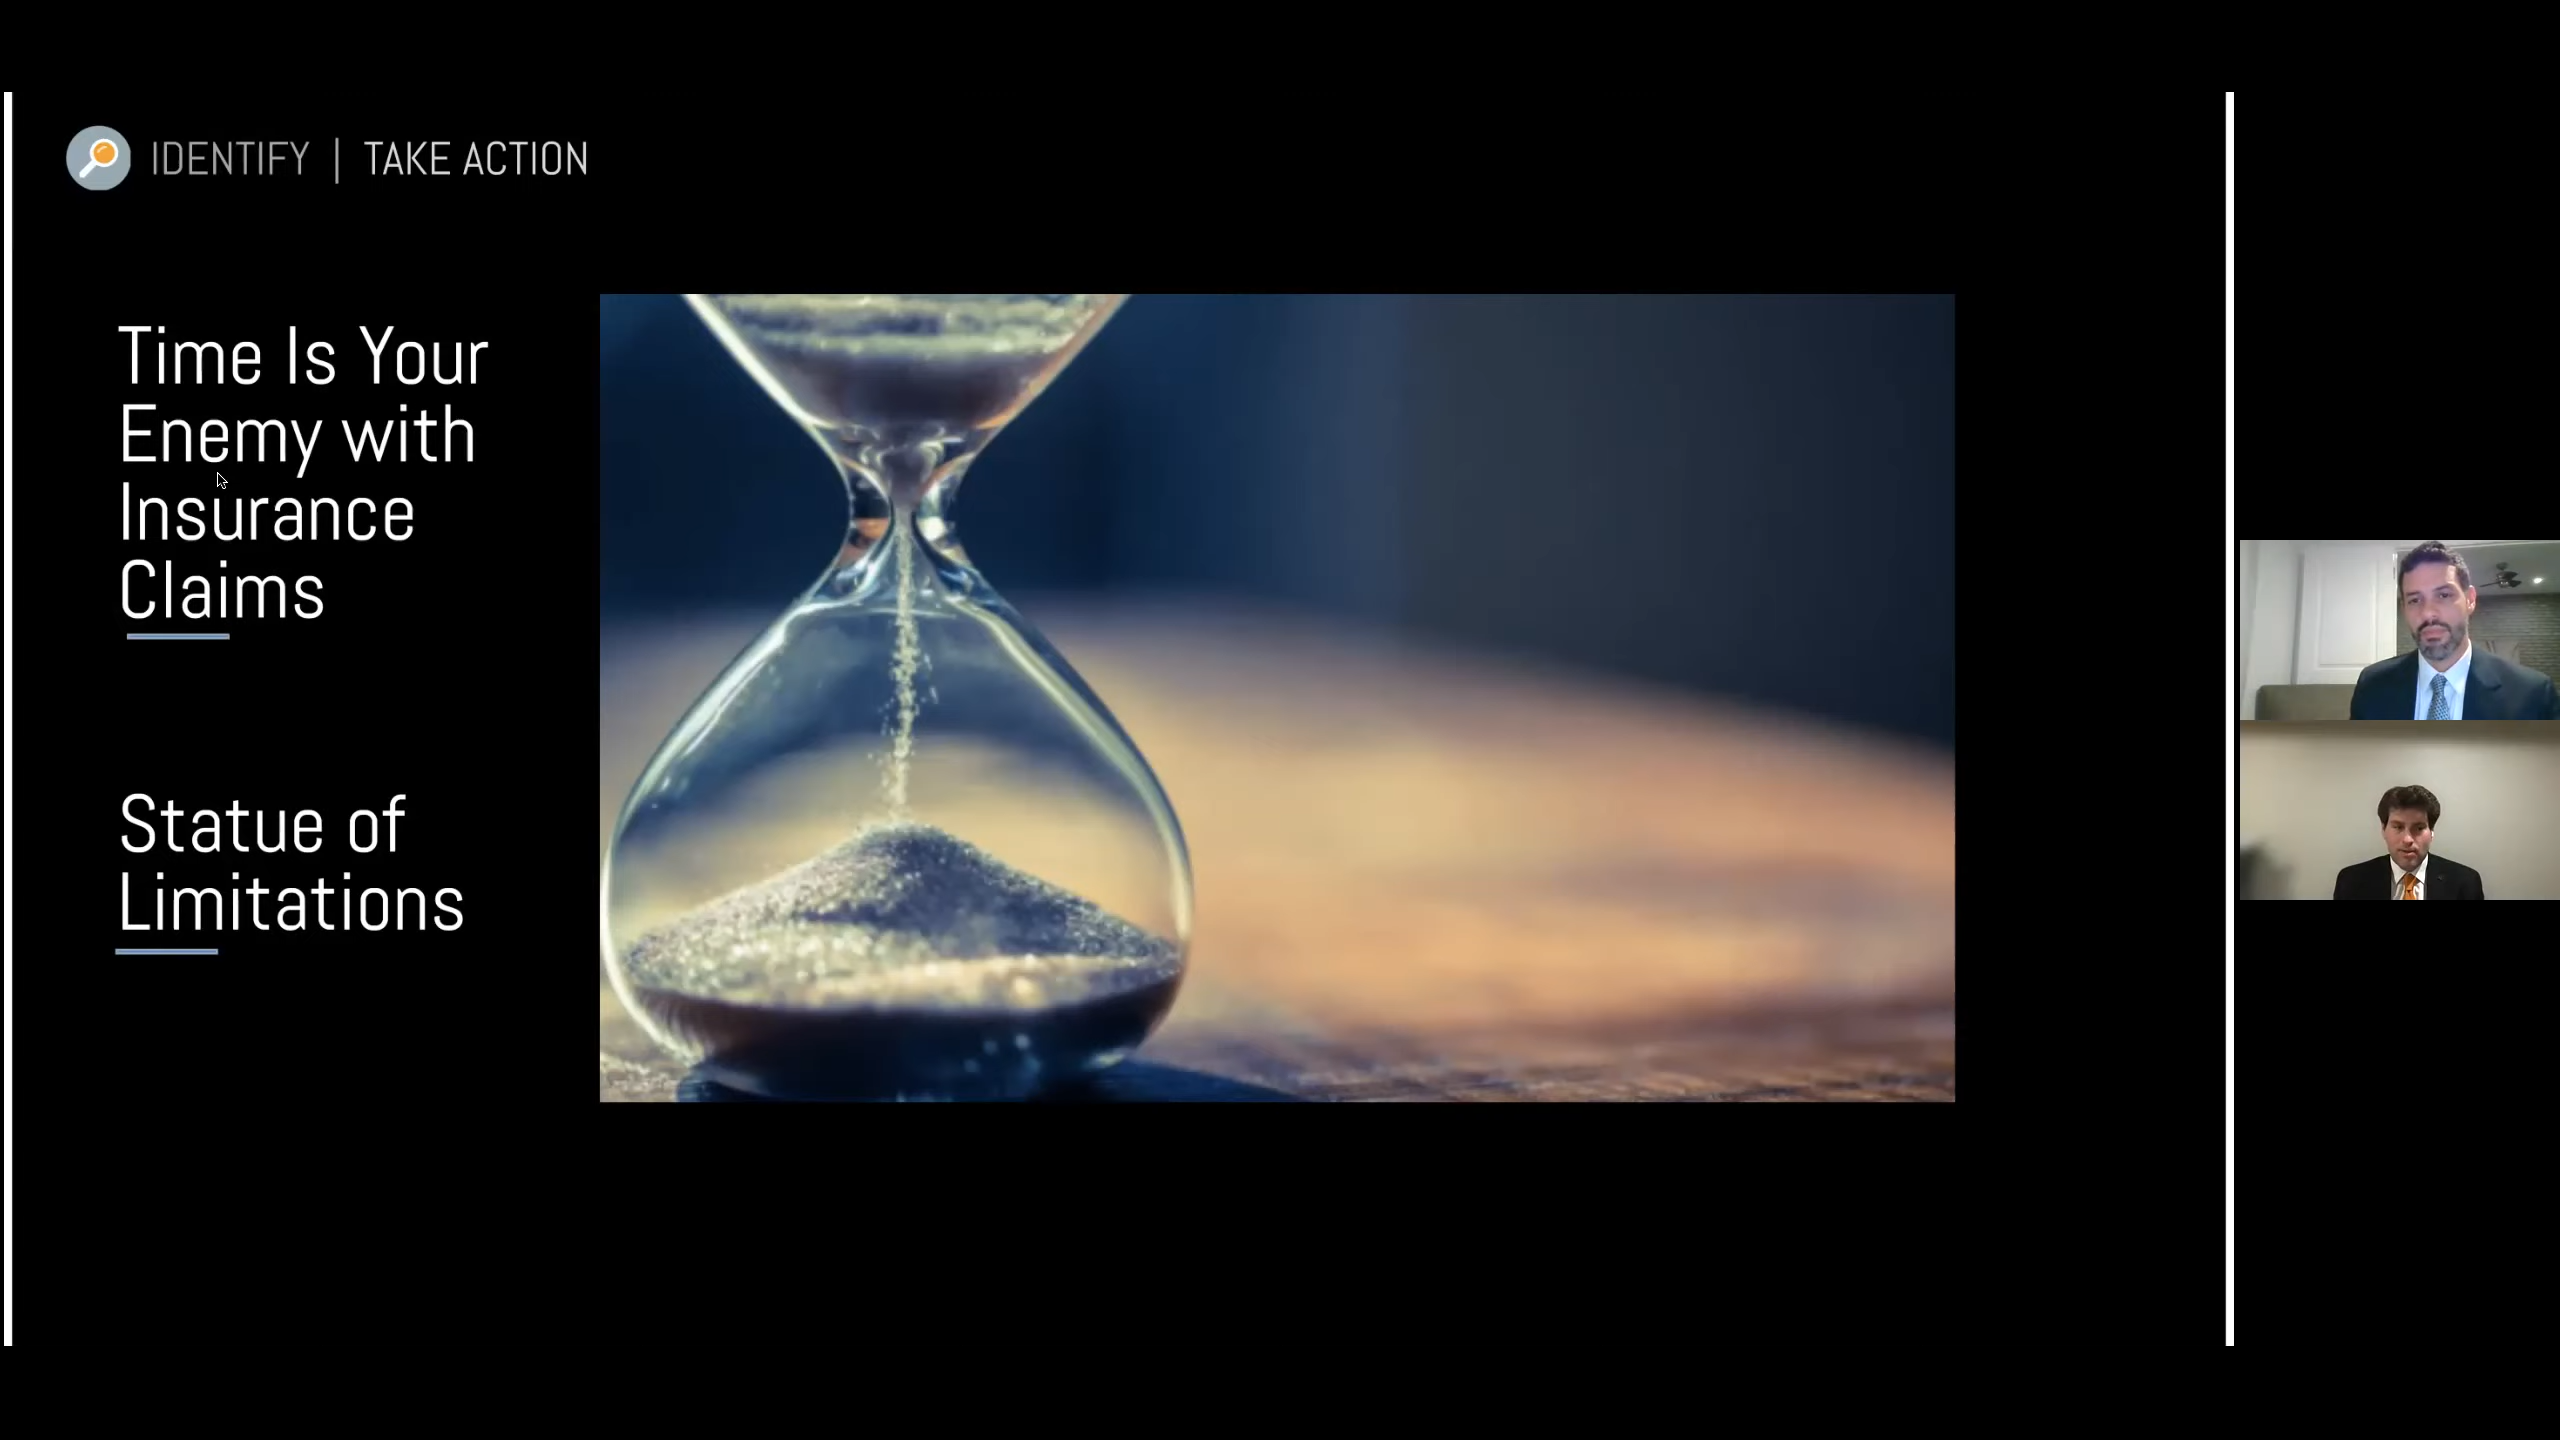 IDENTIFY | TAKE ACTION
Time Is Your
Enemy with
Insurance
Claims
Statue of
Limitations